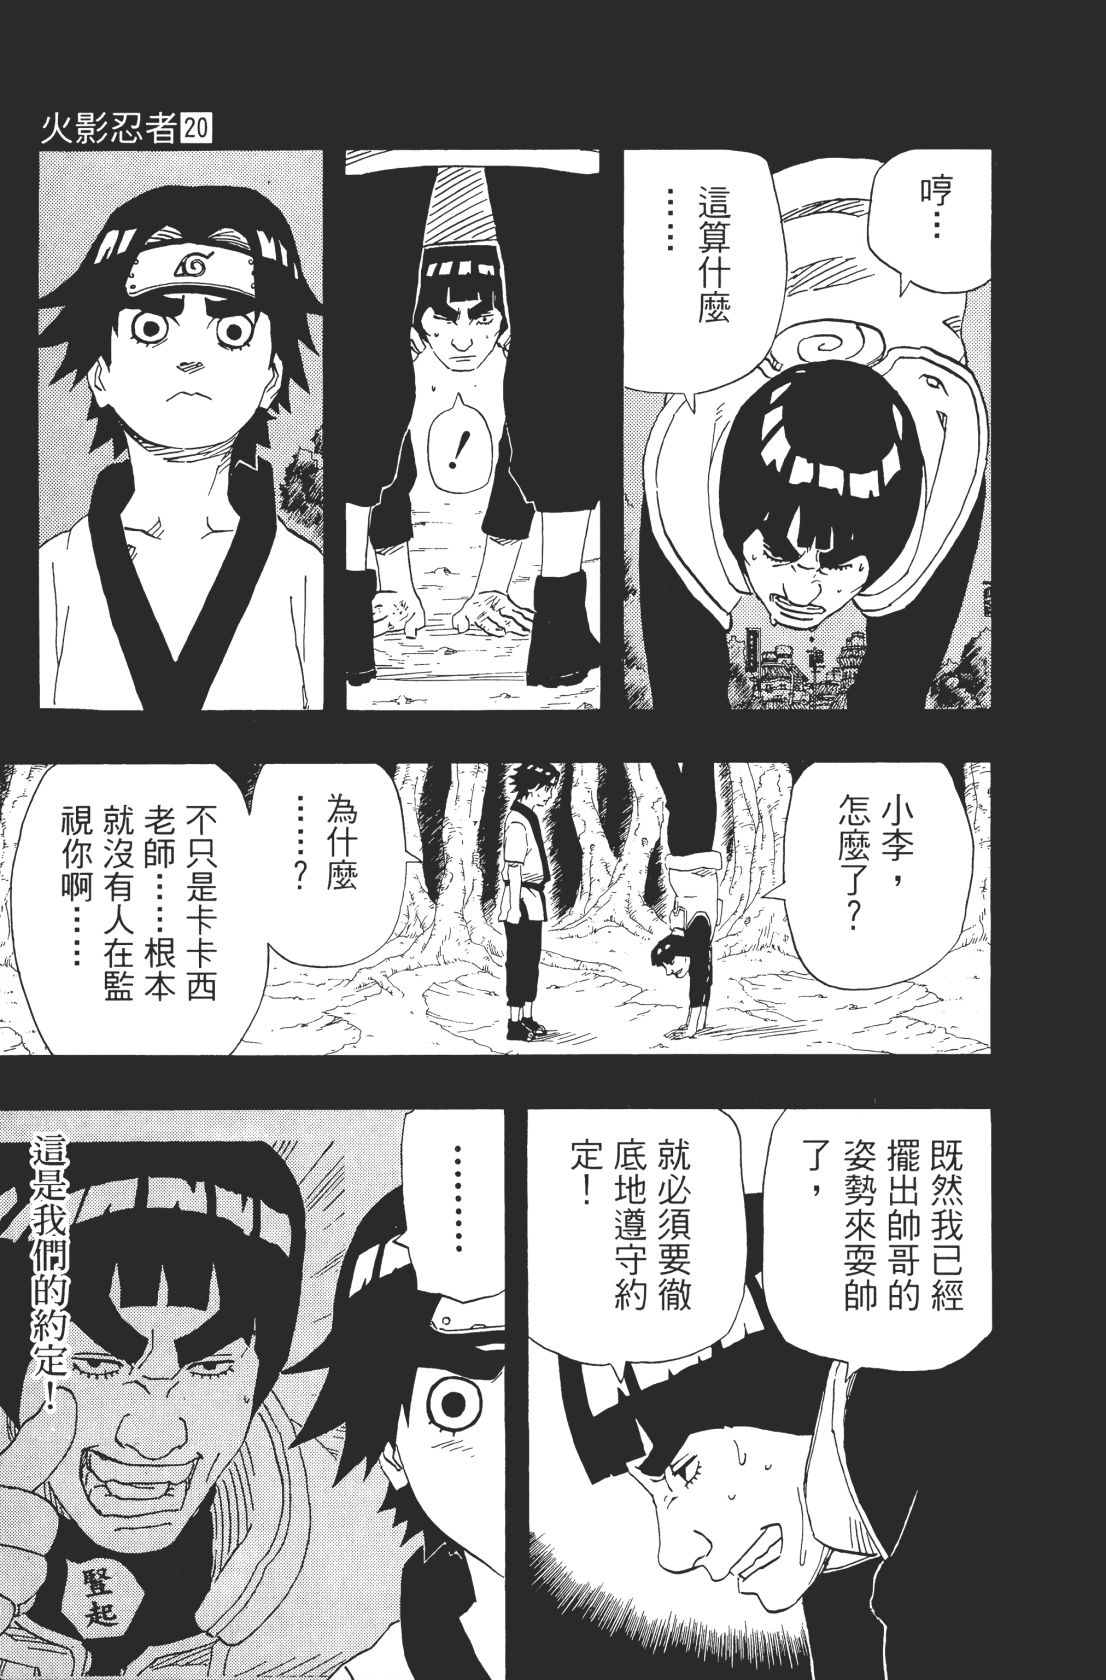 火影忍者20
哼…
這算什麼
……
！
小李，
怎麼了？
為什麼
……？
不只是卡卡西
老師……根本
就沒有人在監
視你啊……
既然我已經
擺出帥哥的
姿勢來耍帥
了，
就必須要徹
底地遵守約
定！
………
這是我們的約定！
豎起